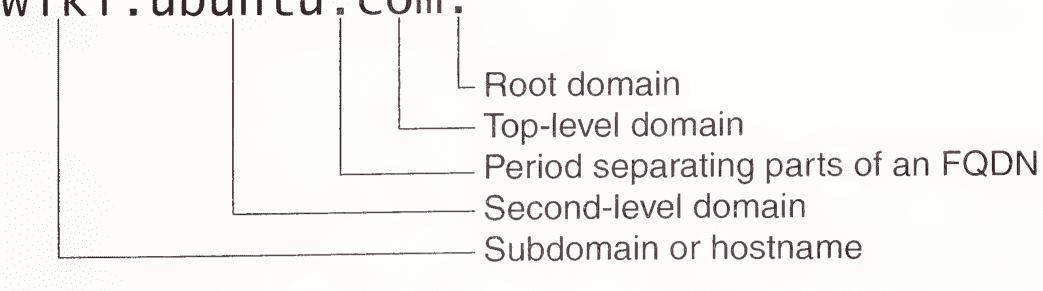 wiki.ubuntu.com.
Root domain
Top-level domain
Period separating parts of an FQDN
Second-level domain
Subdomain or hostname